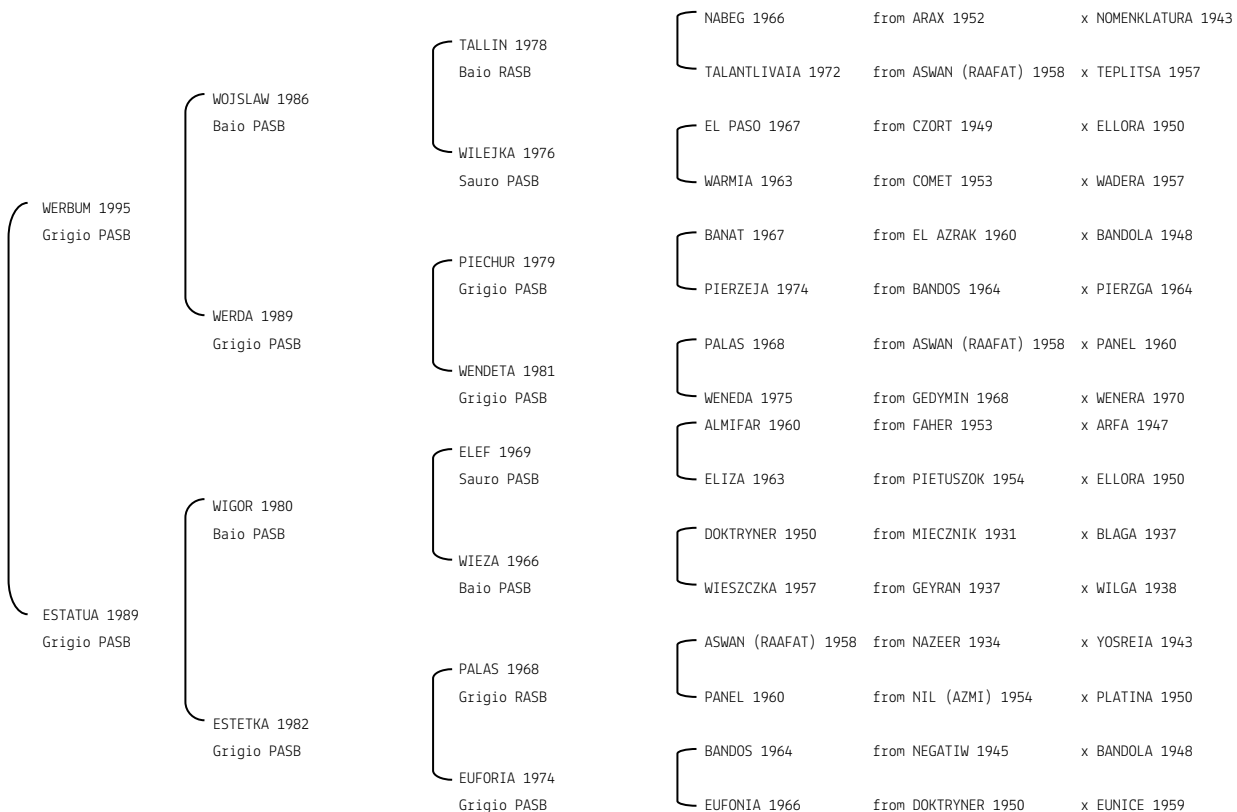 NABEG 1966 from ARAX 1952 x NOMENKLATURA 1943
TALLIN 1978
Baio RASB
TALANTLIVAIA 1972 from ASWAN (RAAFAT) 1958 x TEPLITSA 1957
WOJSLAW 1986
Baio PASB
EL PASO 1967 from CZORT 1949 x ELLORA 1950
WILEJKA 1976
Sauro PASB
WARMIA 1963 from COMET 1953 x WADERA 1957
WERBUM 1995
Grigio PASB
BANAT 1967 from EL AZRAK 1960 x BANDOLA 1948
PIECHUR 1979
Grigio PASB
PIERZEJA 1974 from BANDOS 1964 x PIERZGA 1964
WERDA 1989
Grigio PASB
PALAS 1968 from ASWAN (RAAFAT) 1958 x PANEL 1960
WENDETA 1981
Grigio PASB
WENEDA 1975 from GEDYMIN 1968 x WENERA 1970
ALMIFAR 1960 from FAHER 1953 x ARFA 1947
ELEF 1969
Sauro PASB
ELIZA 1963 from PIETUSZOK 1954 x ELLORA 1950
WIGOR 1980
Baio PASB
DOKTRYNER 1950 from MIECZNIK 1931 x BLAGA 1937
WIEZA 1966
Baio PASB
WIESZCZKA 1957 from GEYRAN 1937 x WILGA 1938
ESTATUA 1989
Grigio PASB
ASWAN (RAAFAT) 1958 from NAZEER 1934 x YOSREIA 1943
PALAS 1968
Grigio RASB
PANEL 1960 from NIL (AZMI) 1954 x PLATINA 1950
ESTETKA 1982
Grigio PASB
BANDOS 1964 from NEGATIW 1945 x BANDOLA 1948
EUFORIA 1974
Grigio PASB
EUFONIA 1966 from DOKTRYNER 1950 x EUNICE 1959